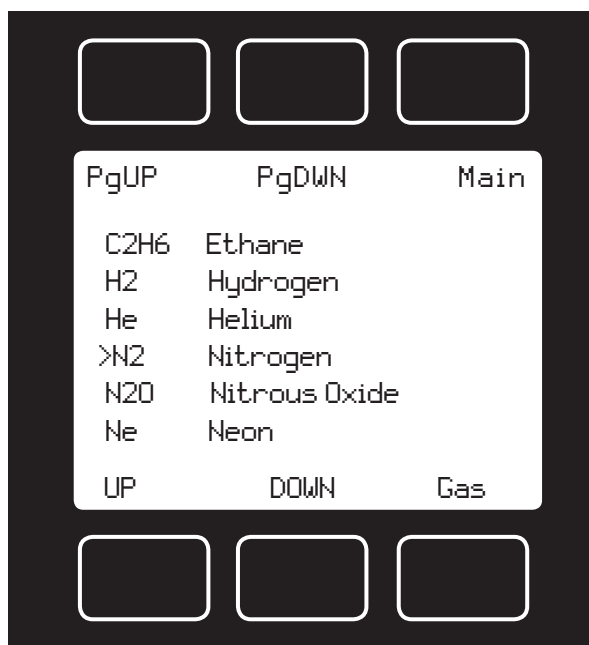 PgUP PgDWN Main
C2H6 Ethane
H2 Hydrogen
He Helium
>N2 Nitrogen
N2O Nitrous Oxide
Ne Neon
UP DOWN Gas